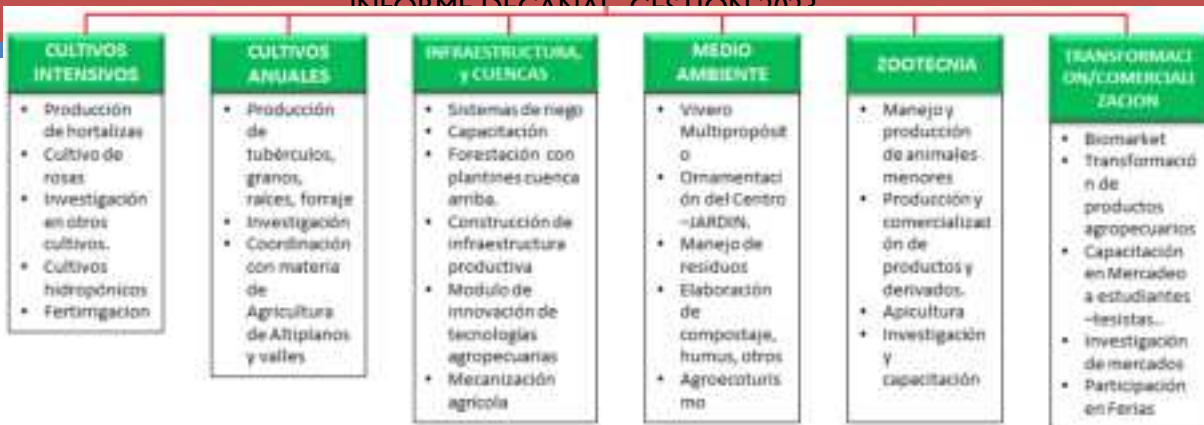 INFORME DECANAL GESTION 2023
CULTIVOS
INTENSIVOS
• Producción
de hortalizas
• Cultivo de
rosas
• Investigación
en otros
cultivos.
• Cultivos
hidropónicos
• Fertirrigacion
CULTIVOS
ANUALES
• Producción
de
tubérculos,
granos,
raíces, forraje
• Investigación
• Coordinación
con materia
de
Agricultura
de Altiplanos
y valles
INFRAESTRUCTURA,
y CUENCAS
• Sistemas de riego
• Capacitación
• Forestación con
plantines cuenca
arriba.
• Construcción de
infraestructura
productiva
• Modulo de
innovación de
tecnologías
agropecuarias
• Mecanización
agrícola
MEDIO
AMBIENTE
• Vivero
Multipropósit
o
• Ornamentaci
ón del Centro
–JARDIN.
• Manejo de
residuos
• Elaboración
de
compostaje,
humus, otros
• Agroecoturis
mo
ZOOTECNIA
• Manejo y
producción
de animales
menores
• Producción y
comercializaci
ón de
productos y
derivados.
• Apicultura
• Investigación
y
capacitación
TRANSFORMACI
ON/COMERCIALI
ZACION
• Biomarket
• Transformació
n de
productos
agropecuarios
• Capacitación
en Mercadeo
a estudiantes
–tesistas..
• Investigación
de mercados
• Participación
en Ferias